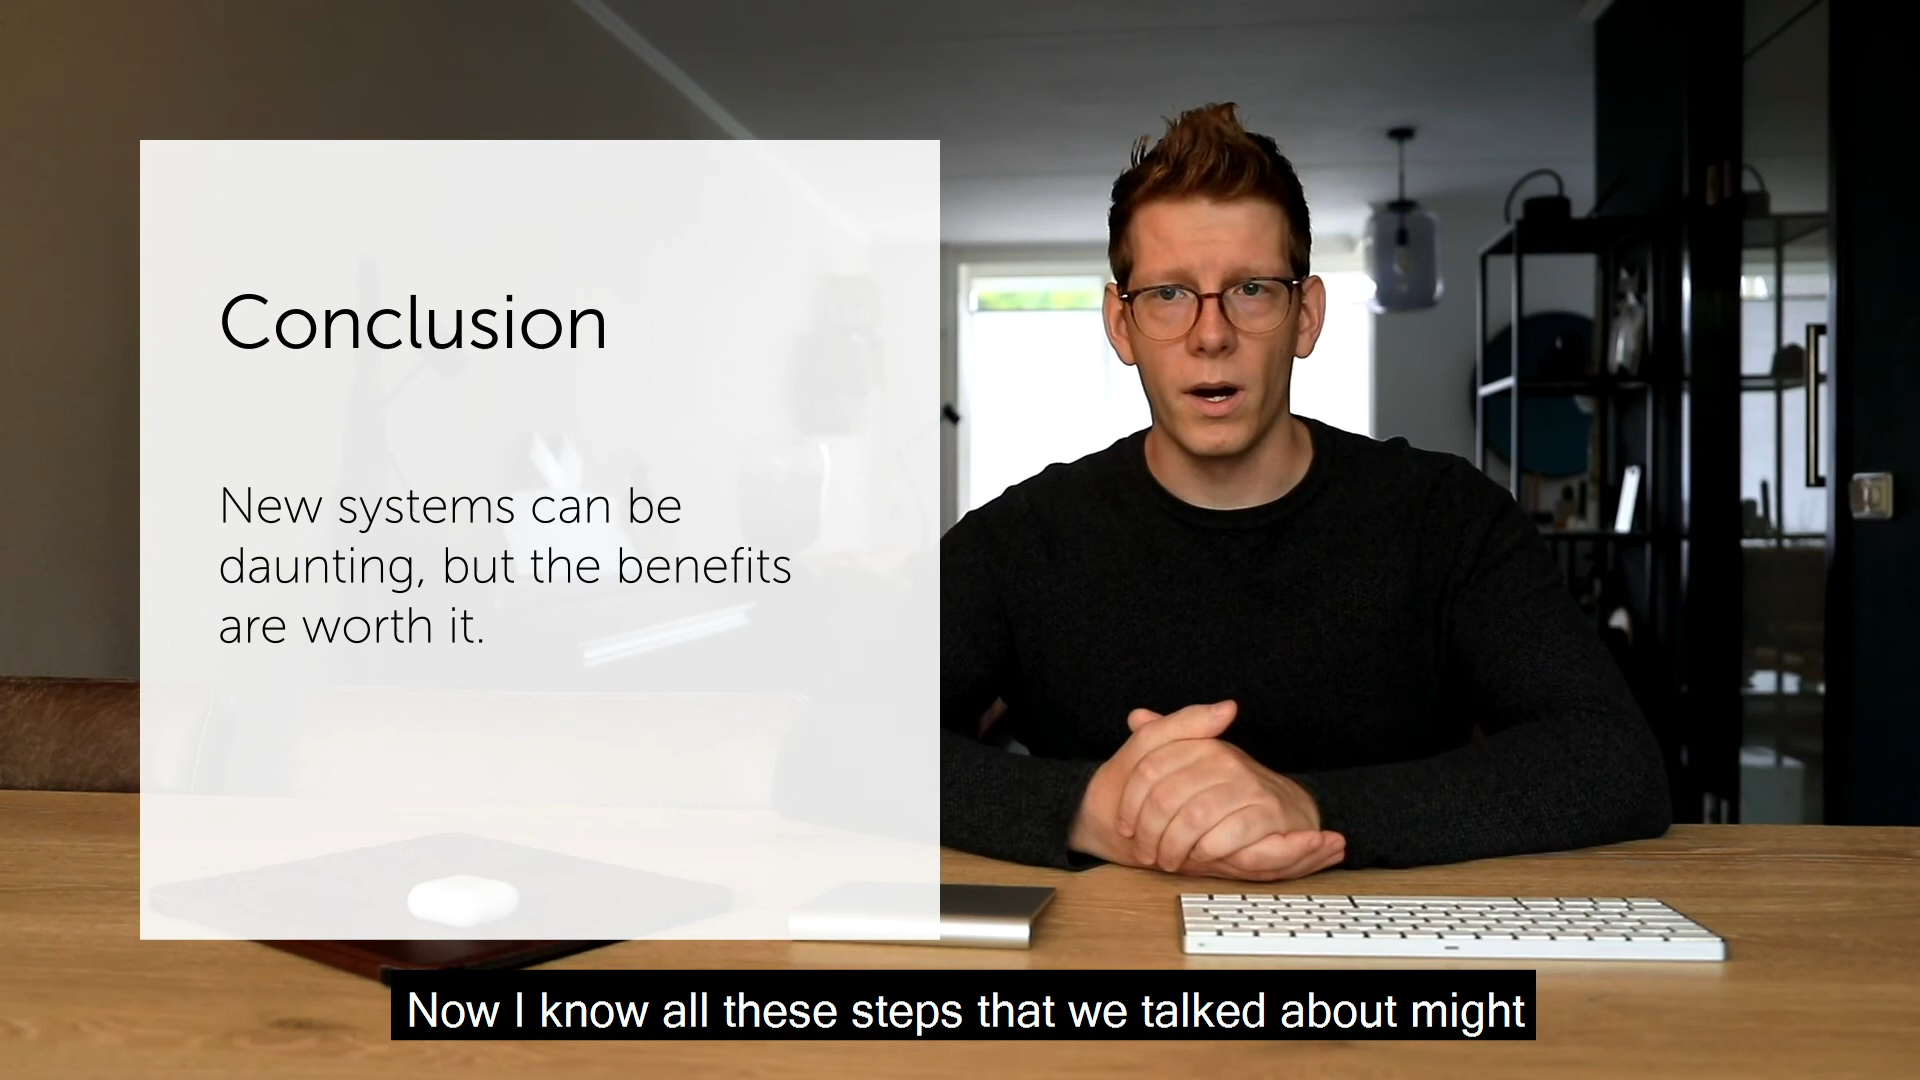 Conclusion
New systems can be
daunting, but the benefits
are worth it.
Now I know all these steps that we talked about might